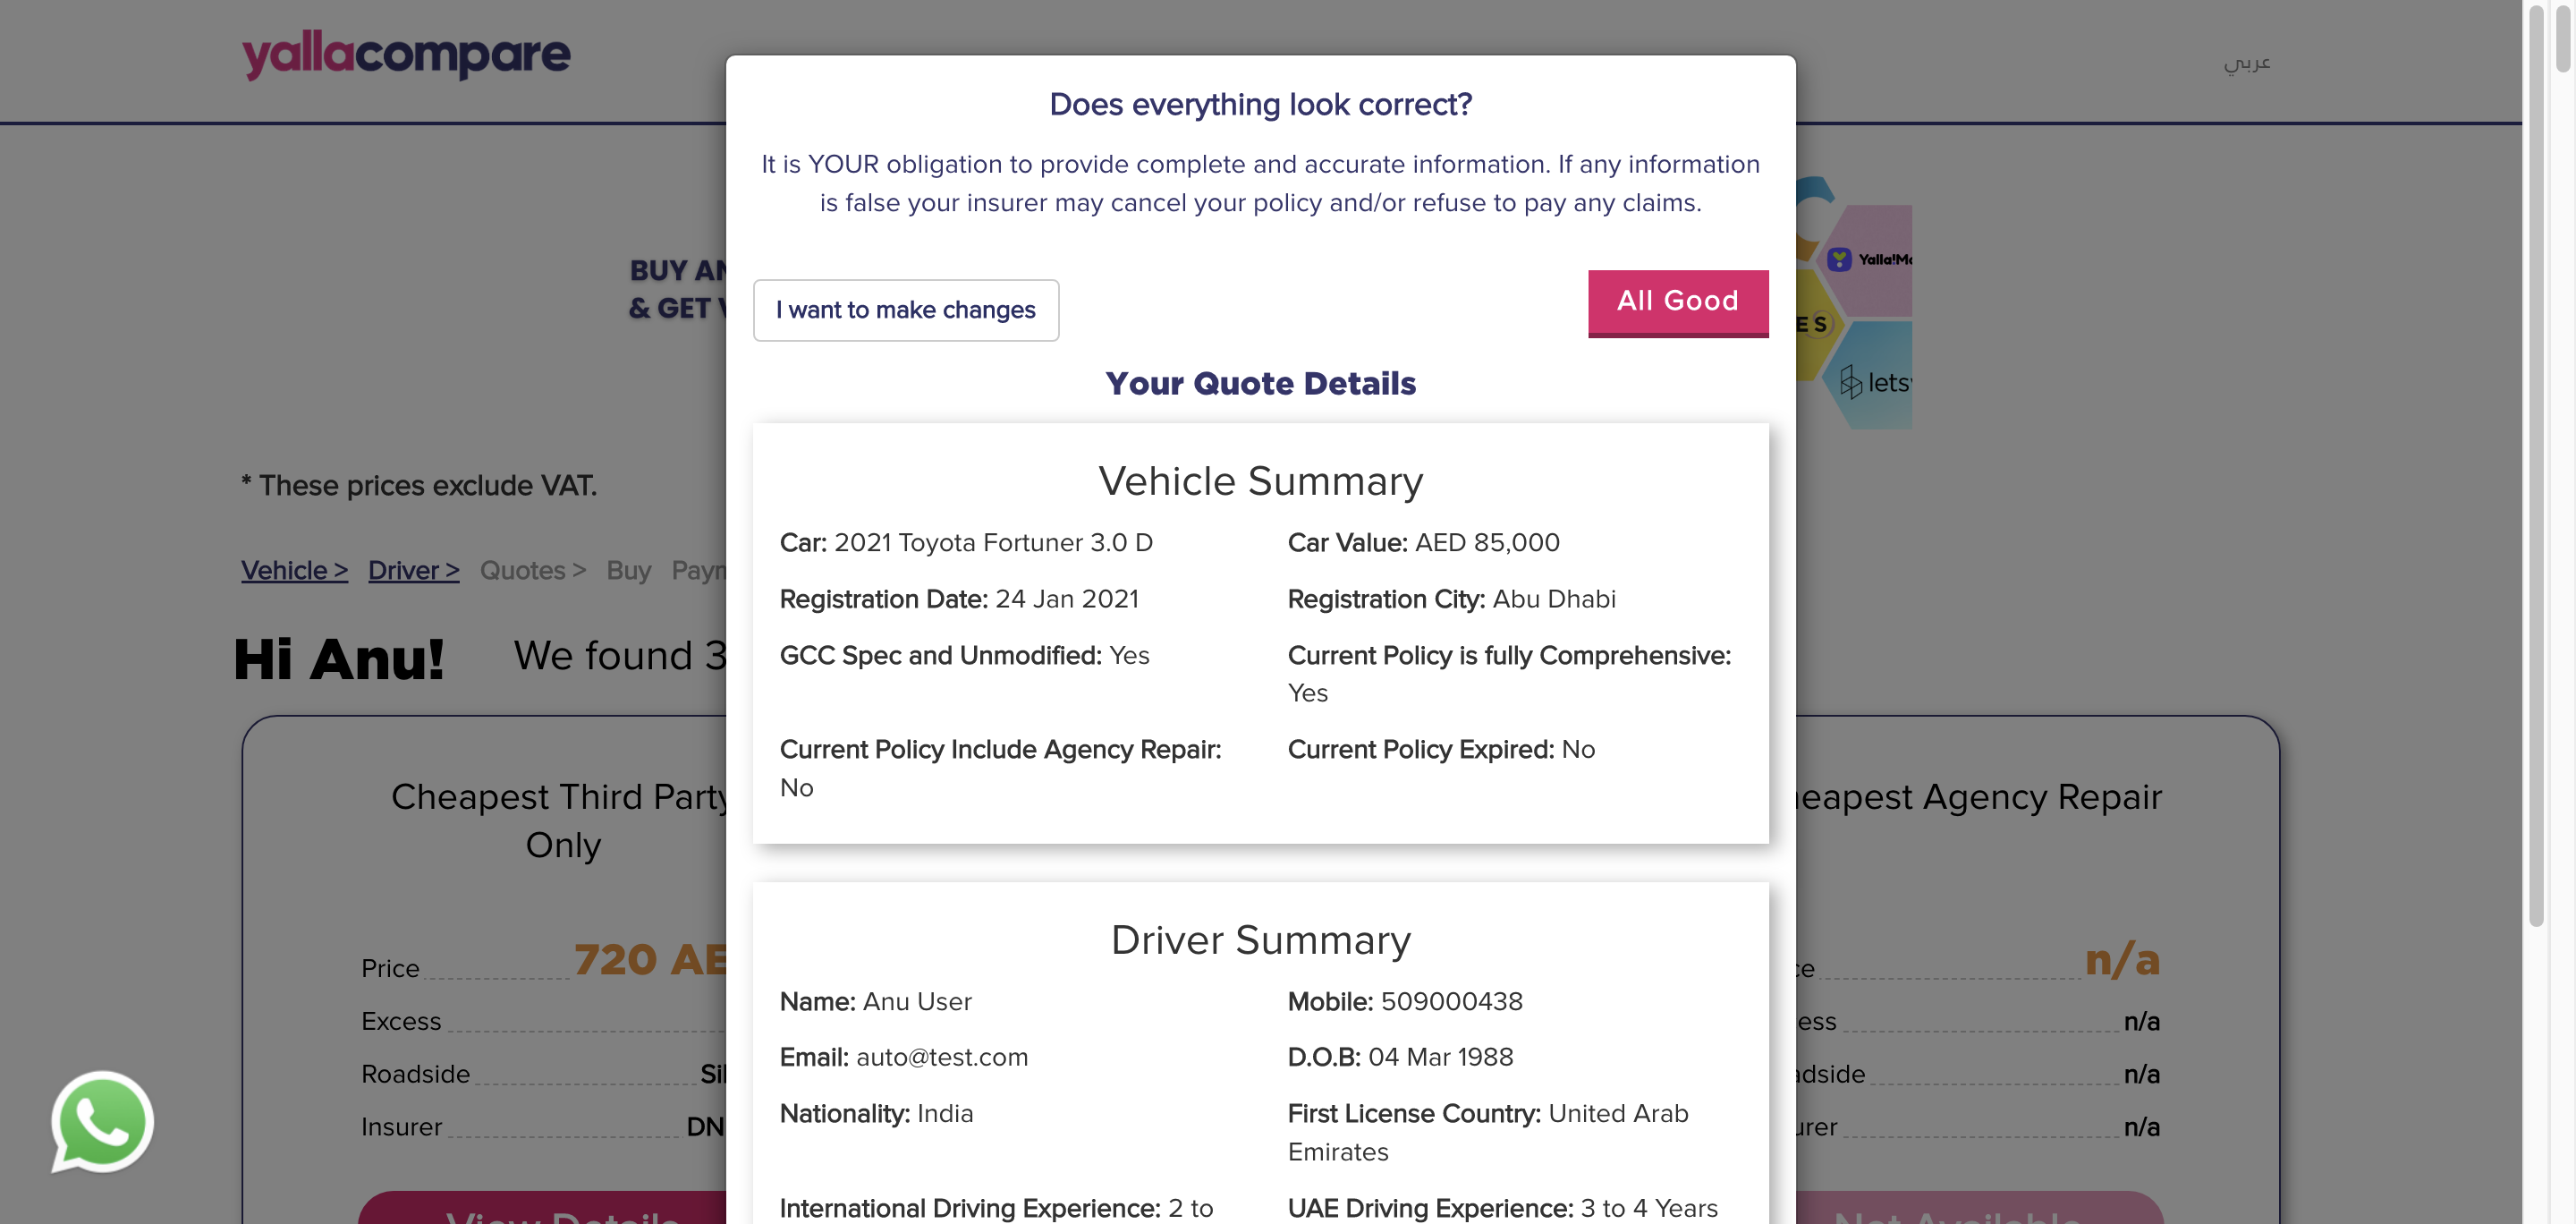 yallacompare
عربي
Does everything look correct?
It is YOUR obligation to provide complete and accurate information. If any information
is false your insurer may cancel your policy and/or refuse to pay any claims.
BUY
& GET
Yalla!
I want to make changes
All Good
ES
lets
Your Quote Details
* These prices exclude VAT.
Vehicle Summary
Car: 2021 Toyota Fortuner 3.0 D
Car Value: AED 85,000
Vehicle > Driver > Quotes > Buy
Registration Date: 24 Jan 2021
Registration City: Abu Dhabi
Hi Anu! We found 3
GCC Spec and Unmodified: Yes
Current Policy is fully Comprehensive:
Yes
Current Policy Include Agency Repair:
No
Current Policy Expired: No
Cheapest Third Party
Only
eapest Agency Repair
Driver Summary
Price 720 AE
n/a
Name: Anu User
Mobile: 509000438
Excess
ess n/a
Email: auto@test.com
D.O.B: 04 Mar 1988
Roadside
adside n/a
Nationality: India
First License Country: United Arab
Emirates
Insurer DN
urer n/a
International Driving Experience: 2 to
UAE Driving Experience: 3 to 4 Years
View Details
Not Available